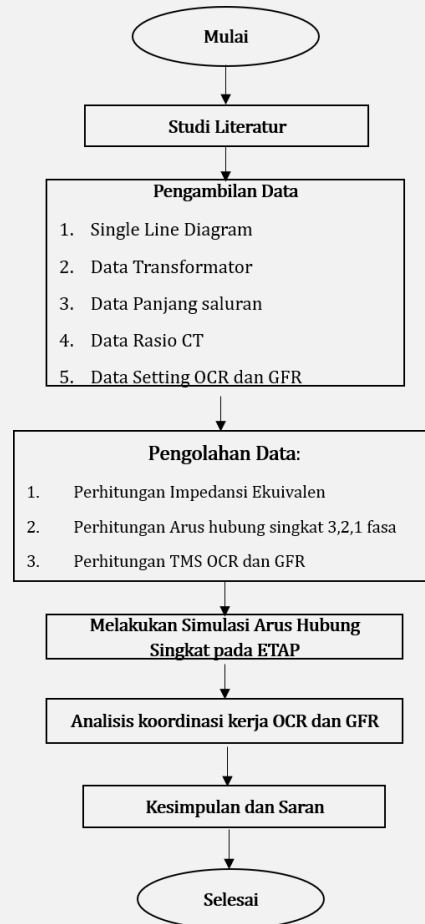 Mulai
Studi Literatur
Pengambilan Data
1. Single Line Diagram
2. Data Transformator
3. Data Panjang saluran
4. Data Rasio CT
5. Data Setting OCR dan GFR
Pengolahan Data:
1. Perhitungan Impedansi Ekuivalen
2. Perhitungan Arus hubung singkat 3,2,1 fasa
3. Perhitungan TMS OCR dan GFR
Melakukan Simulasi Arus Hubung
Singkat pada ETAP
Analisis koordinasi kerja OCR dan GFR
Kesimpulan dan Saran
Selesai